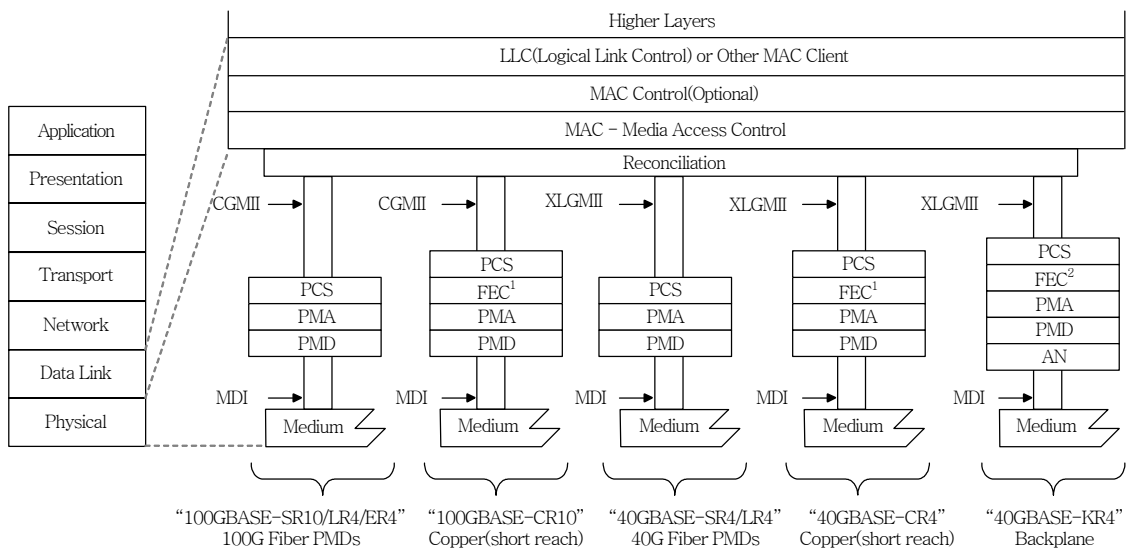 Higher Layers
LLC(Logical Link Control) or Other MAC Client
MAC Control(Optional)
MAC - Media Access Control
Reconciliation
Application
Presentation
Session
Transport
Network
Data Link
Physical
CGMII
CGMII
XLGMII
XLGMII
XLGMII
PCS
PMA
PMD
PCS
FEC¹
PMA
PMD
PCS
PMA
PMD
PCS
FEC¹
PMA
PMD
PCS
FEC²
PMA
PMD
AN
MDI
MDI
MDI
MDI
MDI
Medium
Medium
Medium
Medium
Medium
“100GBASE-SR10/LR4/ER4”
100G Fiber PMDs
“100GBASE-CR10”
Copper(short reach)
“40GBASE-SR4/LR4”
40G Fiber PMDs
“40GBASE-CR4”
Copper(short reach)
“40GBASE-KR4”
Backplane